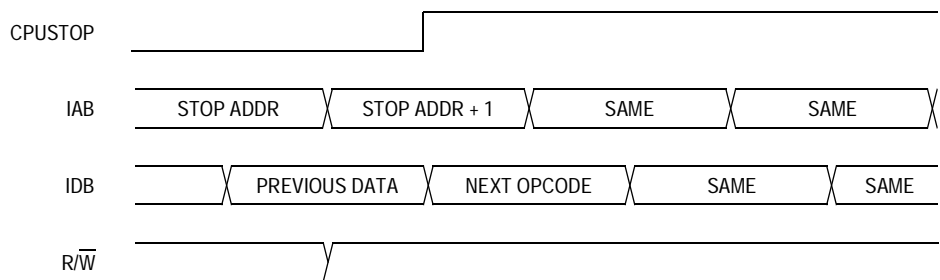 CPUSTOP
IAB STOP ADDR STOP ADDR + 1 SAME SAME
IDB PREVIOUS DATA NEXT OPCODE SAME SAME
R/W̅